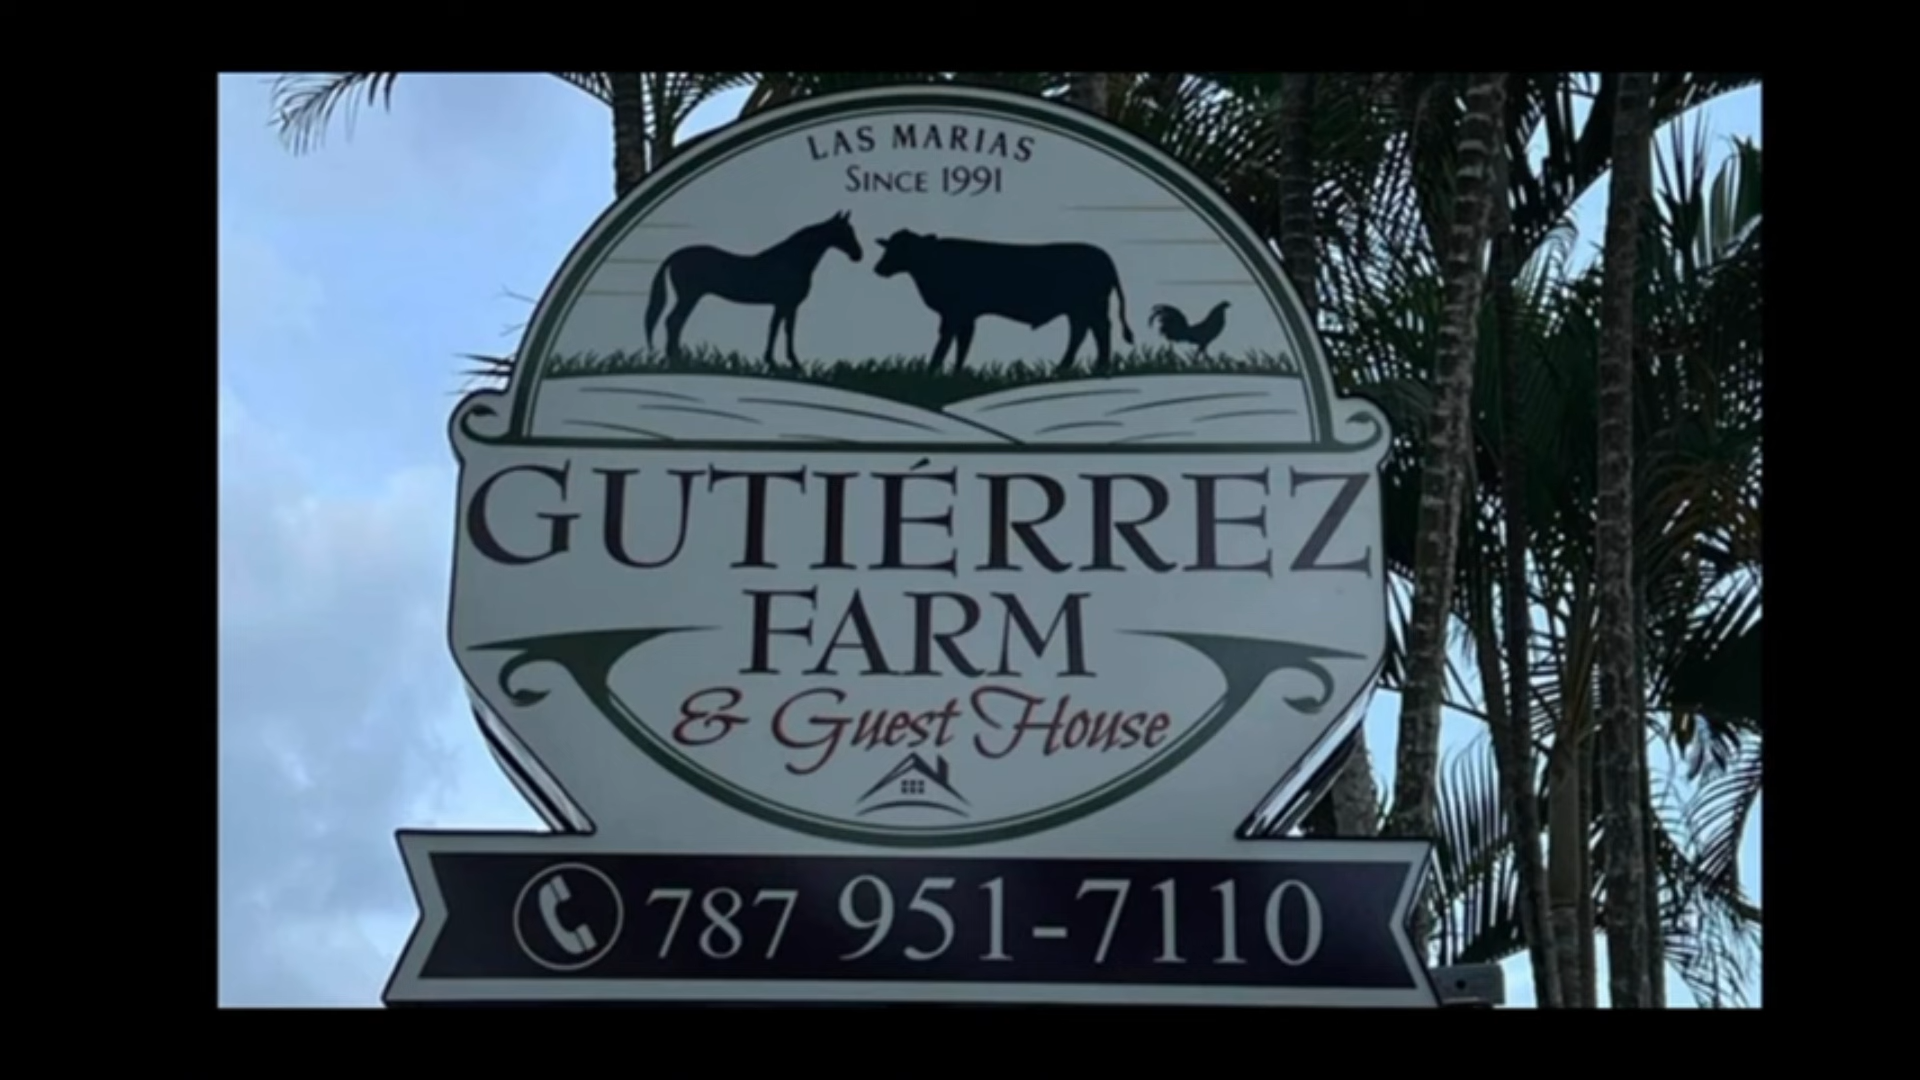 LAS MARIAS
SINCE 1991
GUTIÉRREZ
FARM
& Guest House
787 951-7110